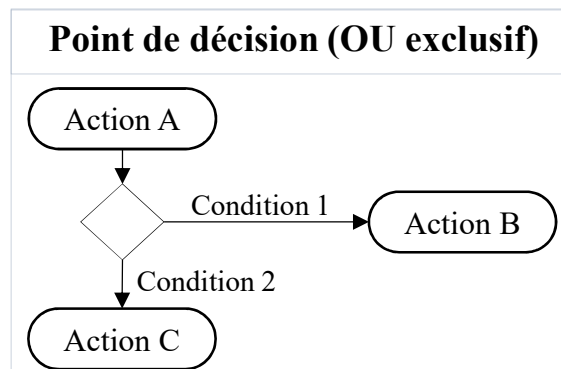 Point de décision (OU exclusif)
Action A
Condition 1
Action B
Condition 2
Action C